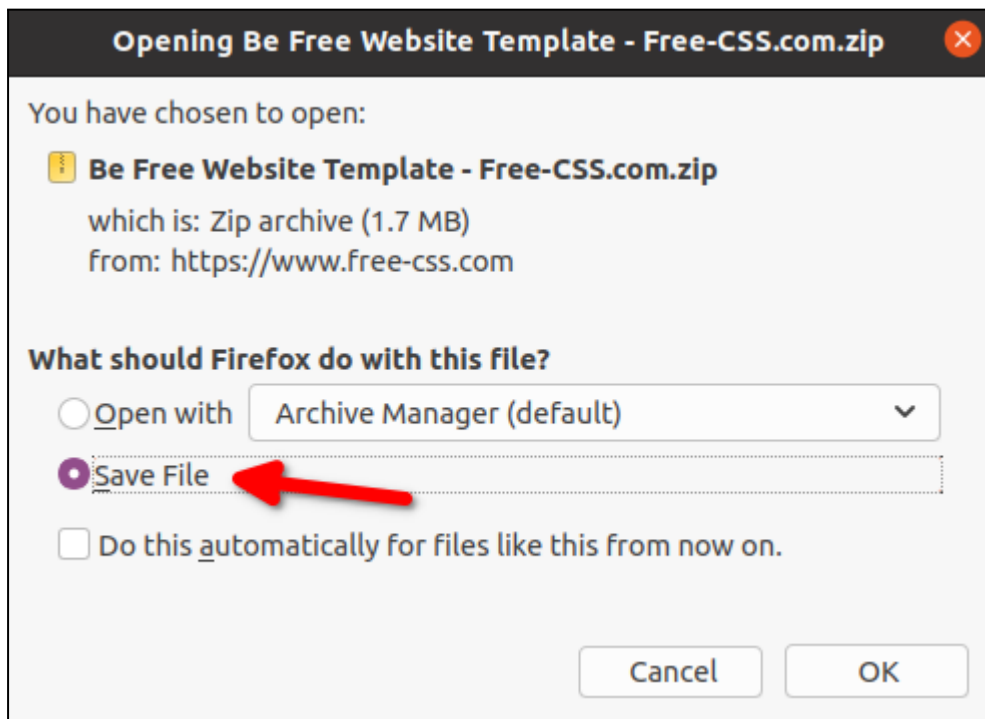 Opening Be Free Website Template - Free-CSS.com.zip
You have chosen to open:
Be Free Website Template - Free-CSS.com.zip
which is: Zip archive (1.7 MB)
from: https://www.free-css.com
What should Firefox do with this file?
Open with Archive Manager (default)
Save File
Do this automatically for files like this from now on.
Cancel OK